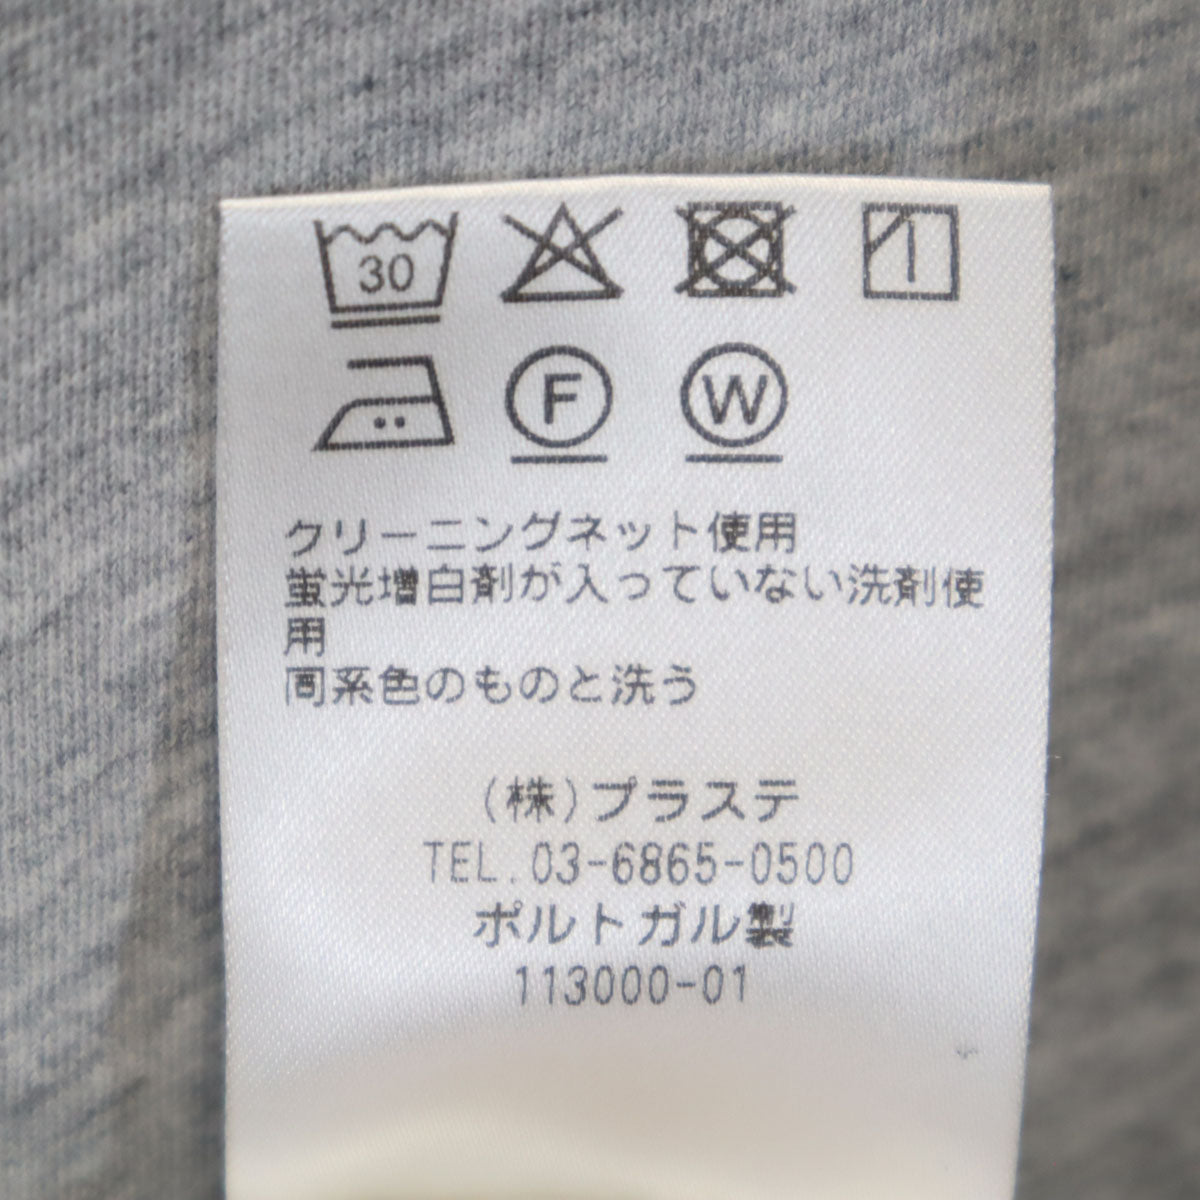 30
F W
クリーニングネット使用
蛍光増白剤が入っていない洗剤使
用
同系色のものと洗う
(株)プラステ
TEL.03-6865-0500
ポルトガル製
113000-01